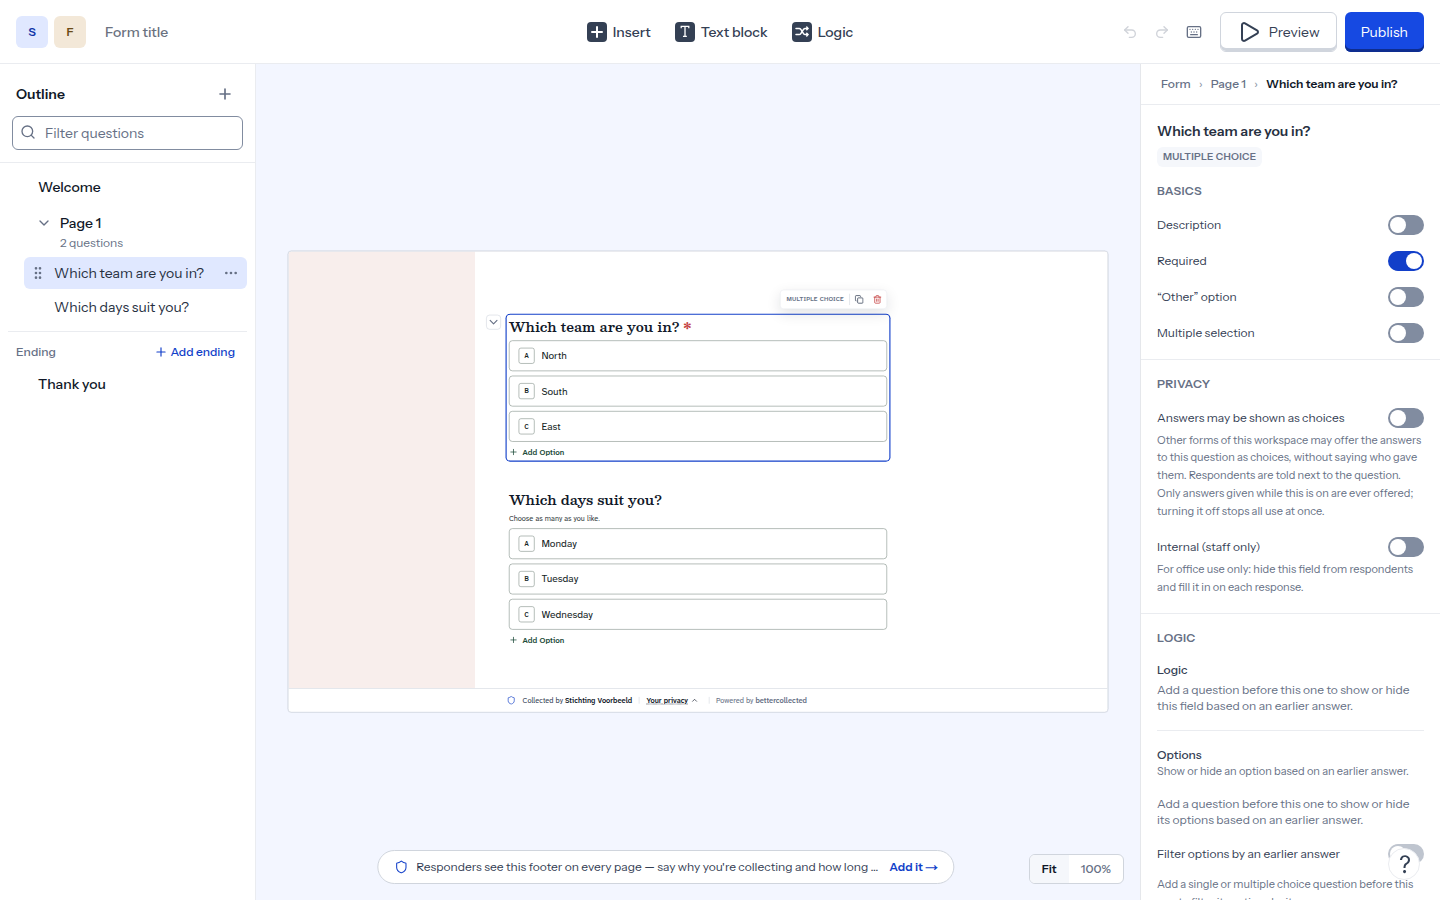 S
F
Form title
Insert
Text block
Logic
Preview
Publish
Outline
Filter questions
Welcome
Page 1
2 questions
Which team are you in?
Which days suit you?
Ending
Add ending
Thank you
MULTIPLE CHOICE
Which team are you in? *
A North
B South
C East
Add Option
Which days suit you?
Choose as many as you like.
A Monday
B Tuesday
C Wednesday
Add Option
Collected by Stichting Voorbeeld
Your privacy
Powered by bettercollected
Responders see this footer on every page — say why you're collecting and how long ...
Add it →
Fit
100%
Form › Page 1 › Which team are you in?
Which team are you in?
MULTIPLE CHOICE
BASICS
Description
Required
“Other” option
Multiple selection
PRIVACY
Answers may be shown as choices
Other forms of this workspace may offer the answers
to this question as choices, without saying who gave
them. Respondents are told next to the question.
Only answers given while this is on are ever offered;
turning it off stops all use at once.
Internal (staff only)
For office use only: hide this field from respondents
and fill it in on each response.
LOGIC
Logic
Add a question before this one to show or hide
this field based on an earlier answer.
Options
Show or hide an option based on an earlier answer.
Add a question before this one to show or hide
its options based on an earlier answer.
Filter options by an earlier answer
?
Add a single or multiple choice question before this